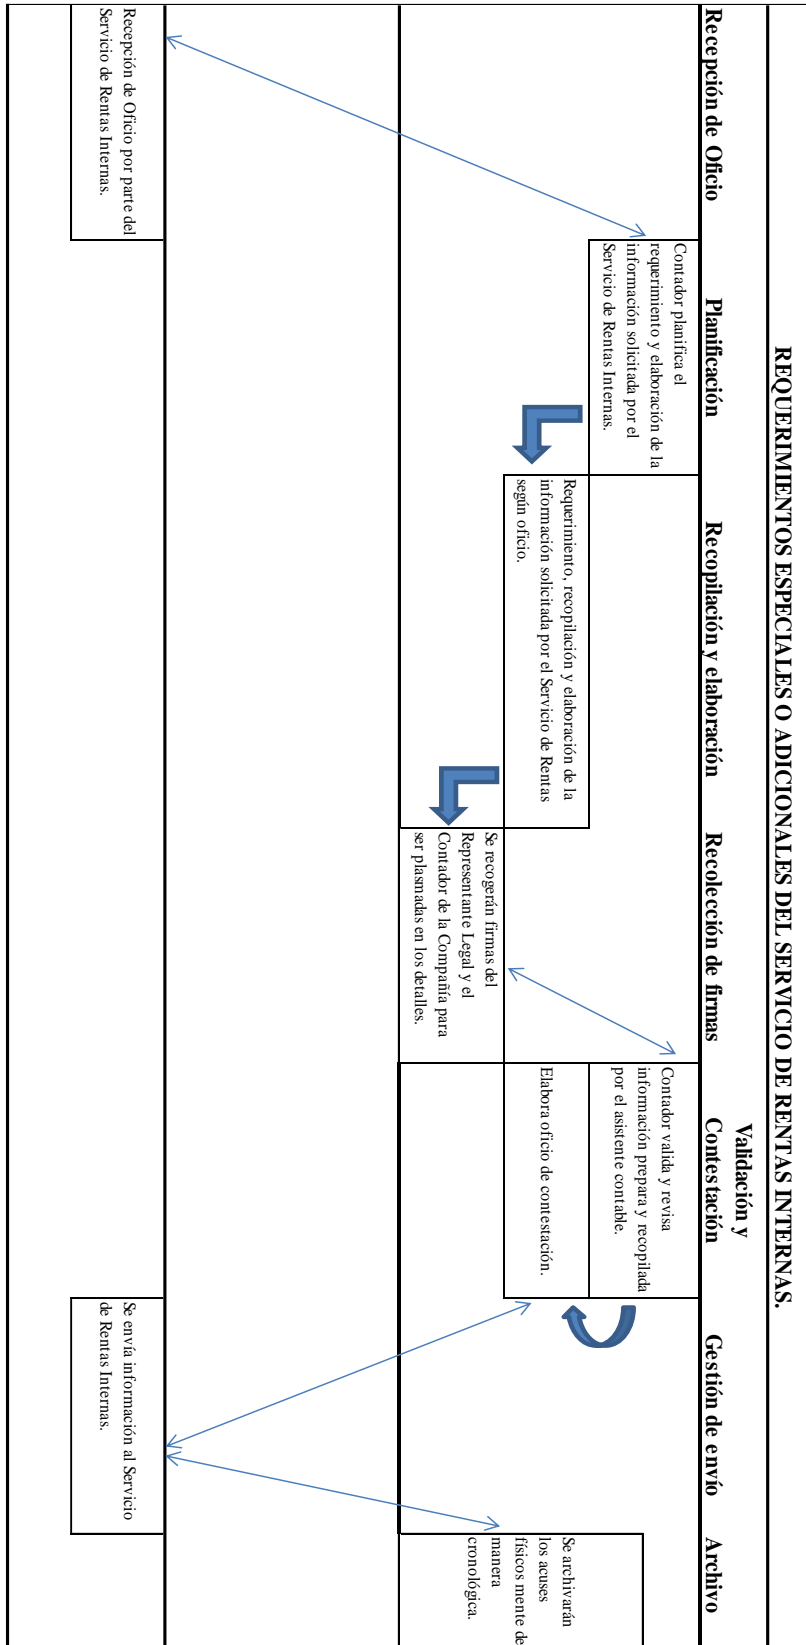 REQUERIMIENTOS ESPECIALES O ADICIONALES DEL SERVICIO DE RENTAS INTERNAS.
Recepción de Oficio
Planificación
Recopilación y elaboración
Recolección de firmas
Validación y
Contestación
Gestión de envío
Archivo
Recepción de Oficio por parte del
Servicio de Rentas Internas.
Contador planifica el
requerimiento y elaboración de la
información solicitada por el
Servicio de Rentas Internas.
Requerimiento, recopilación y elaboración de la
información solicitada por el Servicio de Rentas
según oficio.
Se recogerán firmas del
Representante Legal y el
Contador de la Compañía para
ser plasmadas en los detalles.
Contador valida y revisa
información prepara y recopilada
por el asistente contable.
Elabora oficio de contestación.
Se envía información al Servicio
de Rentas Internas.
Se archivarán
los acuses
físicos mente de
manera
cronológica.